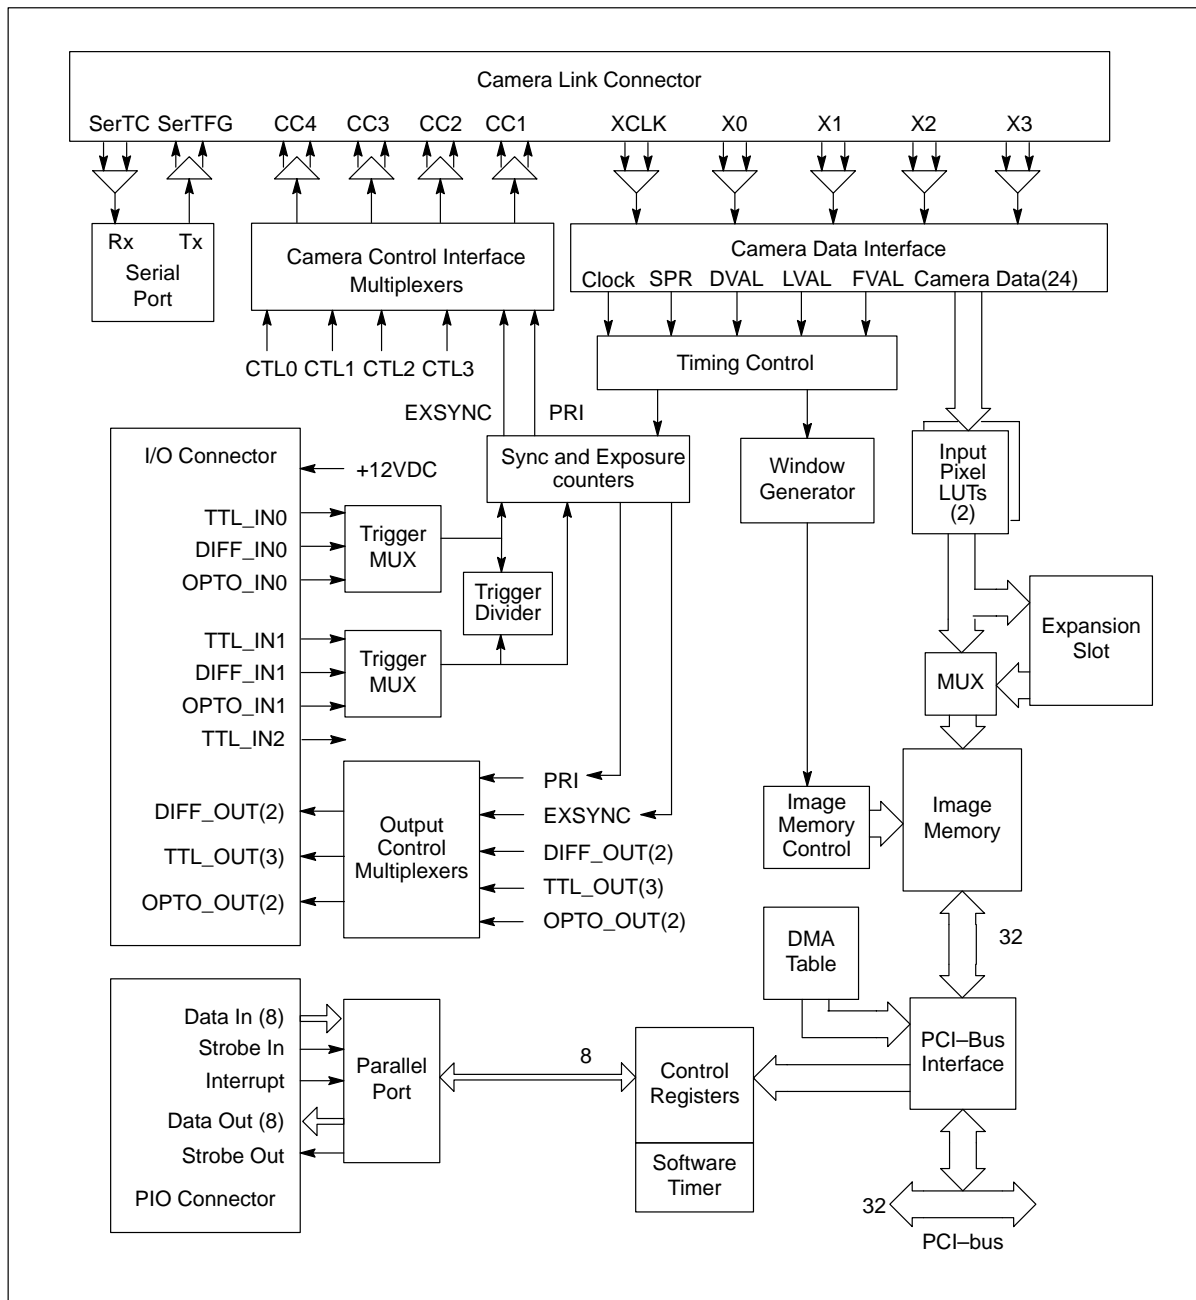 Camera Link Connector
SerTC SerTFG CC4 CC3 CC2 CC1 XCLK X0 X1 X2 X3
Rx Tx
Serial
Port
Camera Control Interface
Multiplexers
Camera Data Interface
Clock SPR DVAL LVAL FVAL Camera Data(24)
CTL0 CTL1 CTL2 CTL3
Timing Control
EXSYNC PRI
I/O Connector
+12VDC
Sync and Exposure
counters
Window
Generator
Input
Pixel
LUTs
(2)
TTL_IN0
DIFF_IN0
OPTO_IN0
Trigger
MUX
Trigger
Divider
TTL_IN1
DIFF_IN1
OPTO_IN1
TTL_IN2
Trigger
MUX
Expansion
Slot
MUX
DIFF_OUT(2)
TTL_OUT(3)
OPTO_OUT(2)
Output
Control
Multiplexers
PRI
EXSYNC
DIFF_OUT(2)
TTL_OUT(3)
OPTO_OUT(2)
Image
Memory
Control
Image
Memory
32
DMA
Table
Data In (8)
Strobe In
Interrupt
Data Out (8)
Strobe Out
PIO Connector
Parallel
Port
8
Control
Registers
Software
Timer
PCI–Bus
Interface
32
PCI–bus